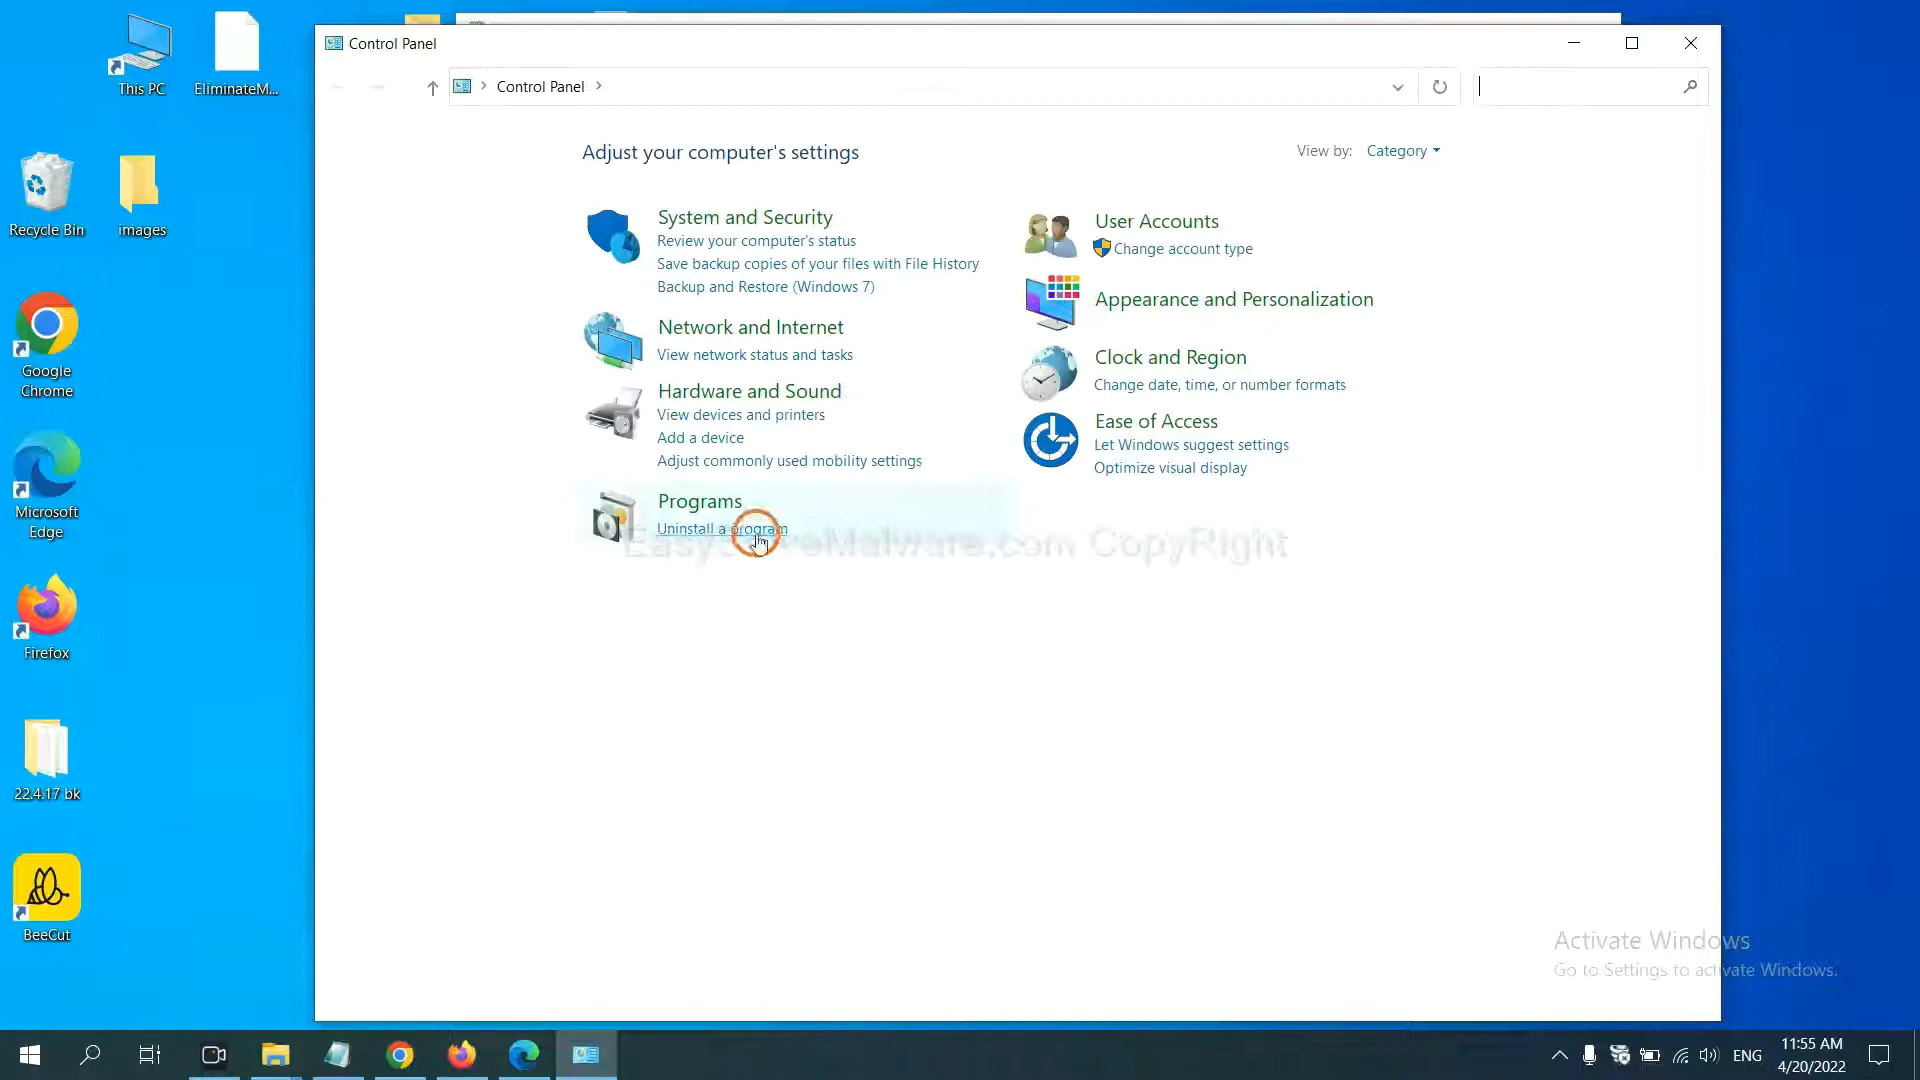 This PC
EliminateM...
Recycle Bin
images
Google
Chrome
Microsoft
Edge
Firefox
22.4.17 bk
BeeCut
Control Panel
Control Panel
Adjust your computer's settings
View by: Category
System and Security
Review your computer's status
Save backup copies of your files with File History
Backup and Restore (Windows 7)
Network and Internet
View network status and tasks
Hardware and Sound
View devices and printers
Add a device
Adjust commonly used mobility settings
Programs
Uninstall a program
User Accounts
Change account type
Appearance and Personalization
Clock and Region
Change date, time, or number formats
Ease of Access
Let Windows suggest settings
Optimize visual display
CopyRight
Activate Windows
Go to Settings to activate Windows.
ENG
11:55 AM
4/20/2022